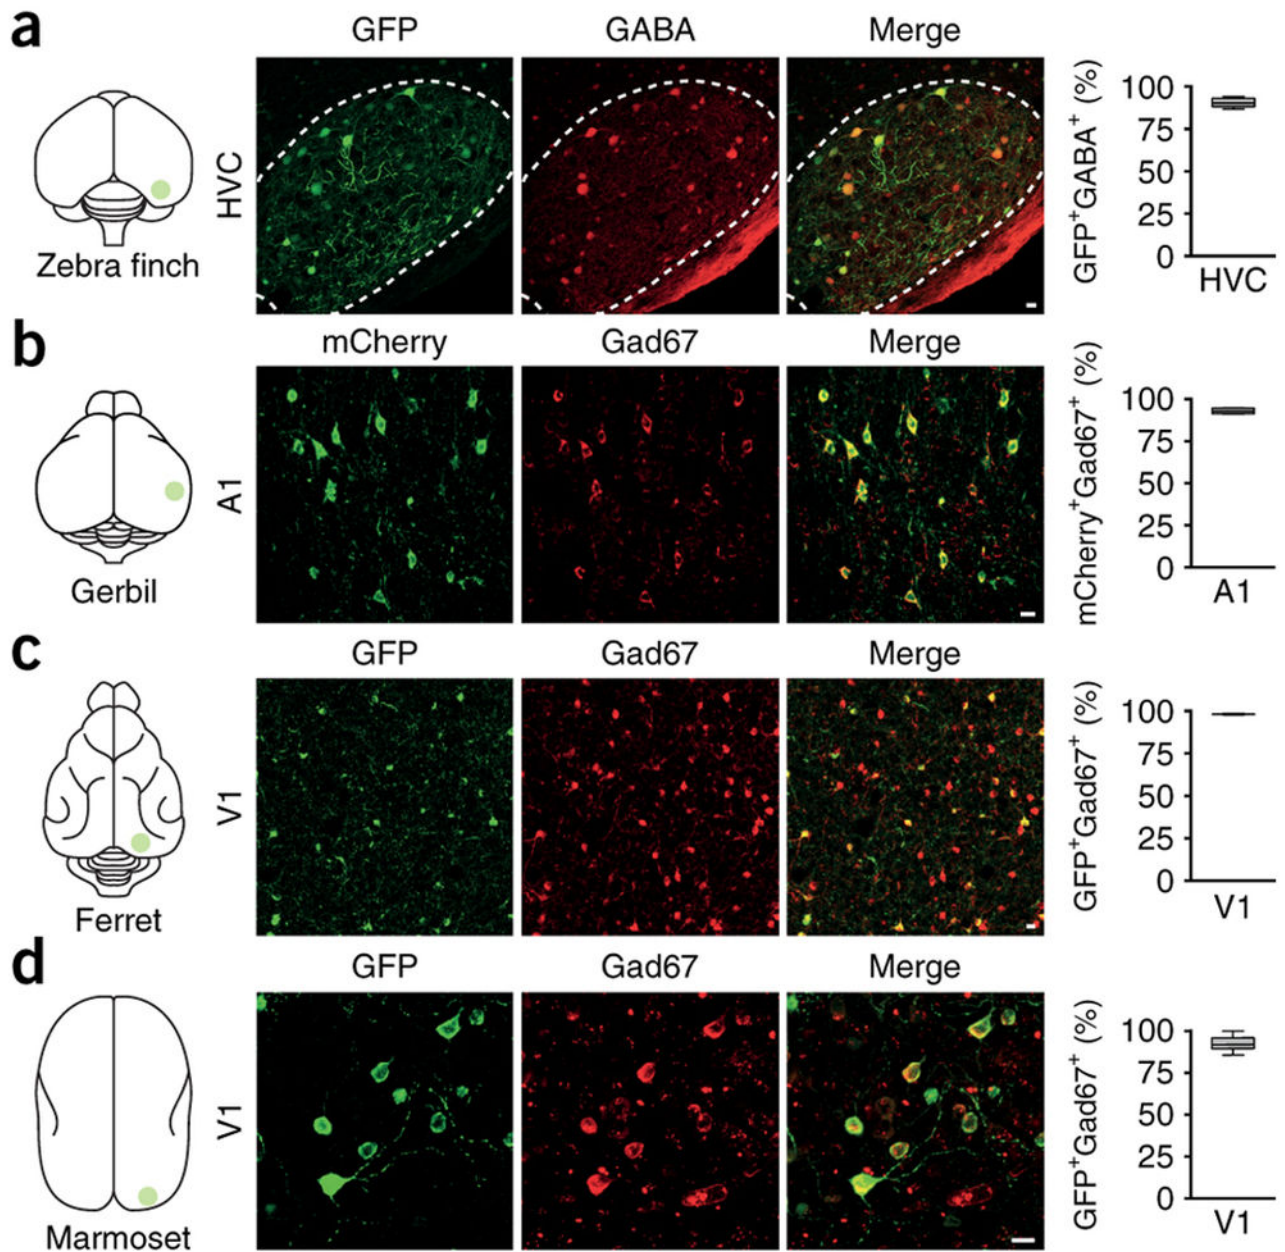 a
GFP
GABA
Merge
Zebra finch
HVC
GFP+GABA+ (%)
100
75
50
25
0
HVC
b
mCherry
Gad67
Merge
Gerbil
A1
mCherry+Gad67+ (%)
100
75
50
25
0
A1
c
GFP
Gad67
Merge
Ferret
V1
GFP+Gad67+ (%)
100
75
50
25
0
V1
d
GFP
Gad67
Merge
Marmoset
V1
GFP+Gad67+ (%)
100
75
50
25
0
V1